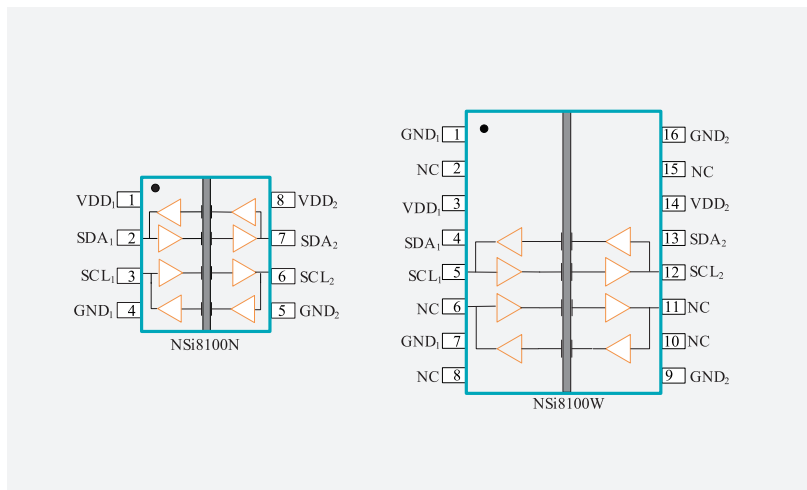 VDD₁ 1 8 VDD₂
SDA₁ 2 7 SDA₂
SCL₁ 3 6 SCL₂
GND₁ 4 5 GND₂
NSi8100N
GND₁ 1 16 GND₂
NC 2 15 NC
VDD₁ 3 14 VDD₂
SDA₁ 4 13 SDA₂
SCL₁ 5 12 SCL₂
NC 6 11 NC
GND₁ 7 10 NC
NC 8 9 GND₂
NSi8100W